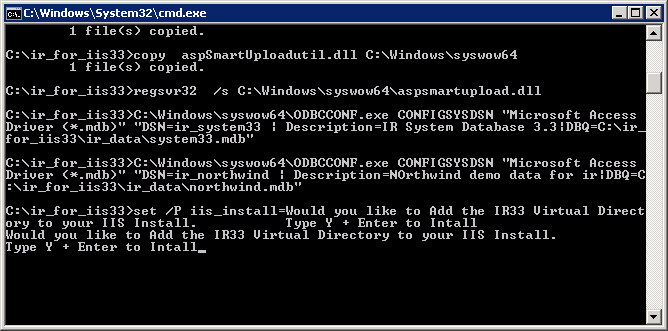 C:\Windows\System32\cmd.exe
1 file(s) copied.
C:\ir_for_iis33>copy  aspSmartUploadutil.dll C:\Windows\syswow64
1 file(s) copied.
C:\ir_for_iis33>regsvr32  /s C:\Windows\syswow64\aspsmartupload.dll
C:\ir_for_iis33>C:\Windows\syswow64\ODBCCONF.exe CONFIGSYSDSN "Microsoft Access
Driver (*.mdb)" "DSN=ir_system33 | Description=IR System Database 3.3|DBQ=C:\ir_
for_iis33\ir_data\system33.mdb"
C:\ir_for_iis33>C:\Windows\syswow64\ODBCCONF.exe CONFIGSYSDSN "Microsoft Access
Driver (*.mdb)" "DSN=ir_northwind | Description=NOrthwind demo data for ir|DBQ=C
:\ir_for_iis33\ir_data\northwind.mdb"
C:\ir_for_iis33>set /P iis_install=Would you like to Add the IR33 Virtual Direct
ory to your IIS Install.           Type Y + Enter to Intall
Would you like to Add the IR33 Virtual Directory to your IIS Install.
Type Y + Enter to Intall_